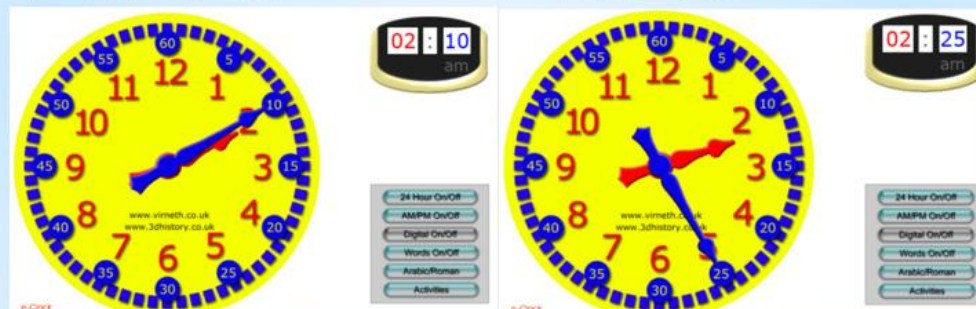 02 : 10
am
60
5
10
15
20
25
30
35
40
45
50
55
12
1
2
3
4
5
6
7
8
9
10
11
www.virneth.co.uk
www.3dhistory.co.uk
24 Hour On/Off
AM/PM On/Off
Digital On/Off
Words On/Off
Arabic/Roman
Activities
e-Clock
02 : 25
am
60
5
10
15
20
25
30
35
40
45
50
55
12
1
2
3
4
5
6
7
8
9
10
11
www.virneth.co.uk
www.3dhistory.co.uk
24 Hour On/Off
AM/PM On/Off
Digital On/Off
Words On/Off
Arabic/Roman
Activities
e-Clock